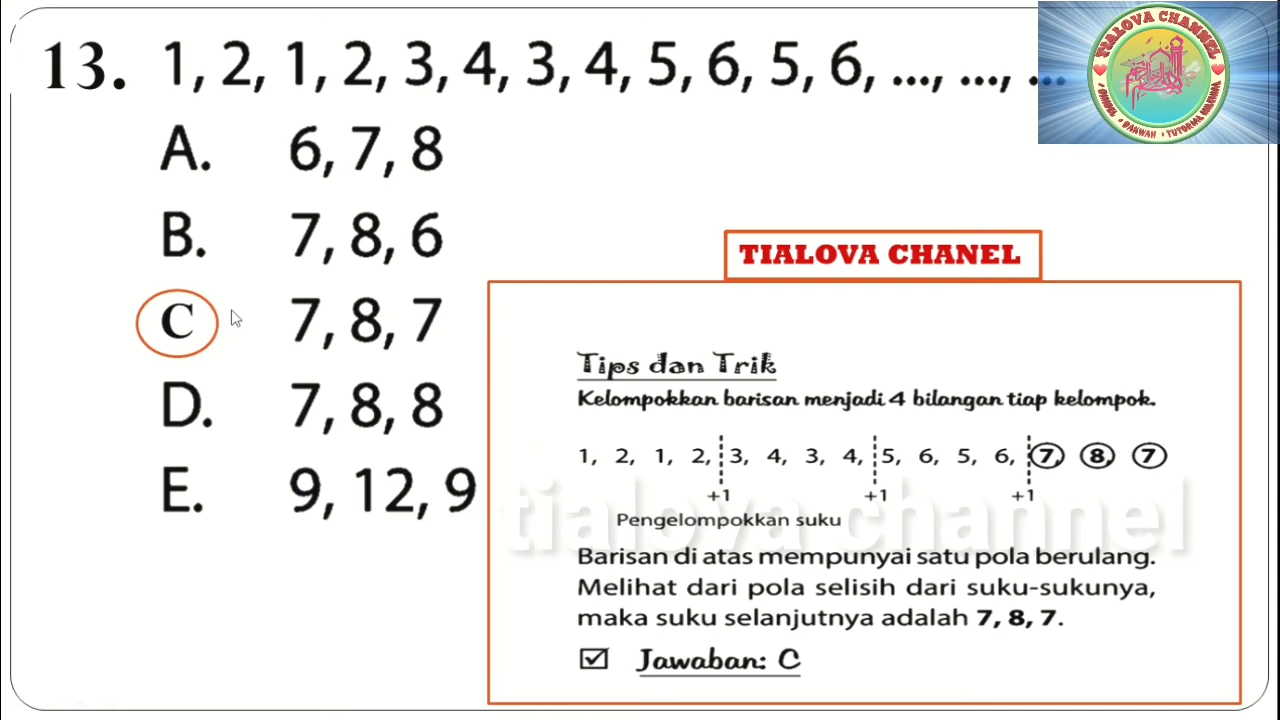 13. 1, 2, 1, 2, 3, 4, 3, 4, 5, 6, 5, 6, ..., ..., ...
TIALOVA CHANNEL
A. 6, 7, 8
B. 7, 8, 6
C 7, 8, 7
D. 7, 8, 8
E. 9, 12, 9
TIALOVA CHANEL
Tips dan Trik
Kelompokkan barisan menjadi 4 bilangan tiap kelompok.
1, 2, 1, 2, 3, 4, 3, 4, 5, 6, 5, 6, 7, 8, 7
+1 +1 +1
tialova channel
Pengelompokkan suku
Barisan di atas mempunyai satu pola berulang.
Melihat dari pola selisih dari suku-sukunya,
maka suku selanjutnya adalah 7, 8, 7.
Jawaban: C